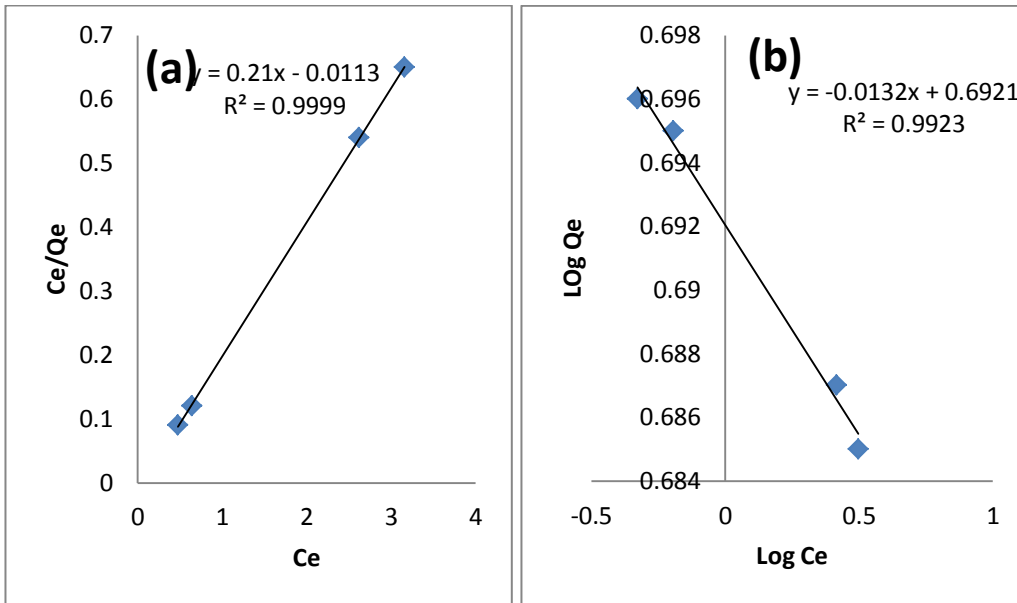 (a)
y = 0.21x - 0.0113
R² = 0.9999
0.7
0.6
0.5
0.4
0.3
0.2
0.1
0
Ce/Qe
0 1 2 3 4
Ce
(b)
y = -0.0132x + 0.6921
R² = 0.9923
0.698
0.696
0.694
0.692
0.69
0.688
0.686
0.684
LOg Qe
-0.5 0 0.5 1
Log Ce